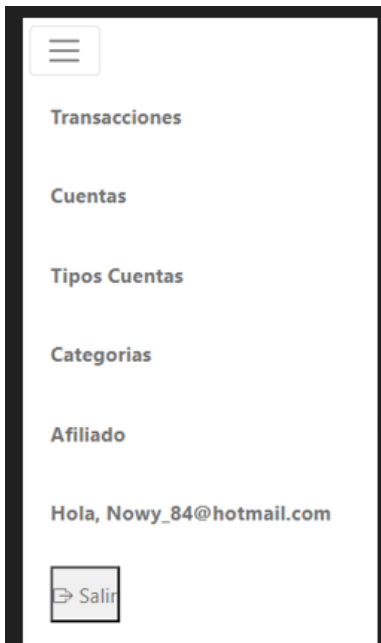 Transacciones
Cuentas
Tipos Cuentas
Categorias
Afiliado
Hola, Nowy_84@hotmail.com
Salir